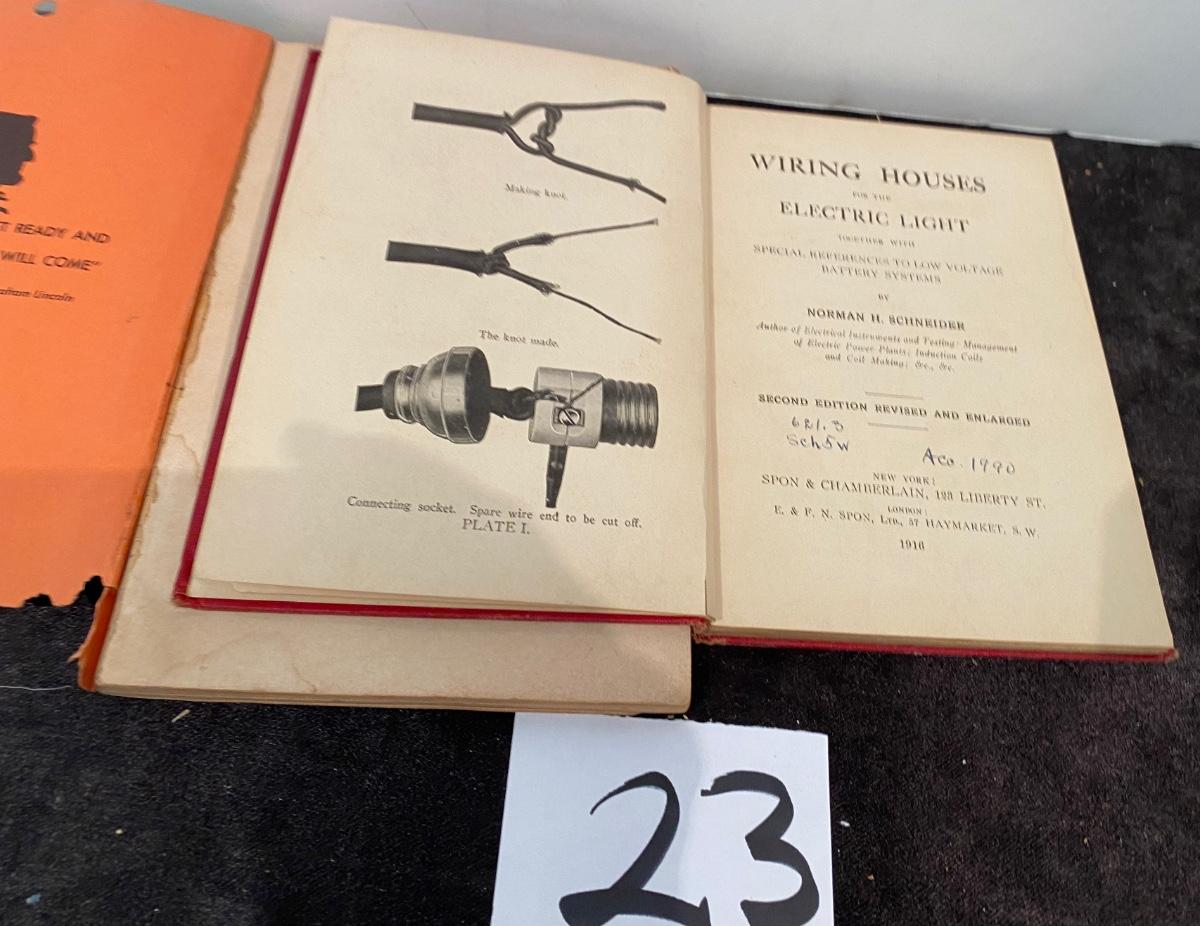 T READY AND
WILL COME"
aham Lincoln
Making knot.
The knot made.
Connecting socket. Spare wire end to be cut off.
PLATE I.
WIRING HOUSES
FOR THE
ELECTRIC LIGHT
TOGETHER WITH
SPECIAL REFERENCES TO LOW VOLTAGE
BATTERY SYSTEMS
BY
NORMAN H. SCHNEIDER
Author of Electrical Instruments and Testing; Management
of Electric Power Plants; Induction Coils
and Coil Making; &c., &c.
SECOND EDITION REVISED AND ENLARGED
621.3
Sch5w
Aco. 1990
NEW YORK:
SPON & CHAMBERLAIN, 123 LIBERTY ST.
LONDON:
E. & F. N. SPON, LTD., 57 HAYMARKET, S. W.
1916
23